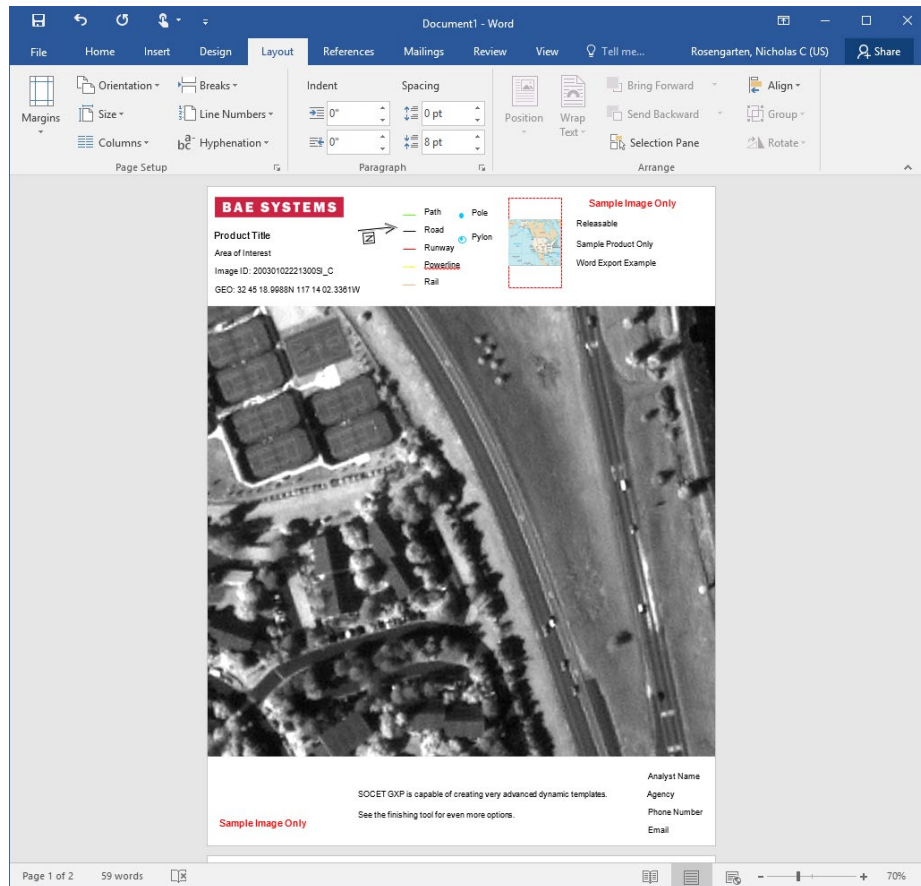 Document1 - Word
File Home Insert Design Layout References Mailings Review View Tell me... Rosengarten, Nicholas C (US) Share
Margins
Orientation
Size
Columns
Breaks
Line Numbers
Hyphenation
Page Setup
Indent
0"
0"
Spacing
0 pt
8 pt
Paragraph
Position
Wrap Text
Bring Forward
Send Backward
Selection Pane
Align
Group
Rotate
Arrange
BAE SYSTEMS
Product Title
Area of Interest
Image ID: 20030102221300SI_C
GEO: 32 45 18.9988N 117 14 02.3361W
N
Path
Road
Runway
Powerline
Rail
Pole
Pylon
Sample Image Only
Releasable
Sample Product Only
Word Export Example
SOCET GXP is capable of creating very advanced dynamic templates.
See the finishing tool for even more options.
Sample Image Only
Analyst Name
Agency
Phone Number
Email
Page 1 of 2 59 words 70%